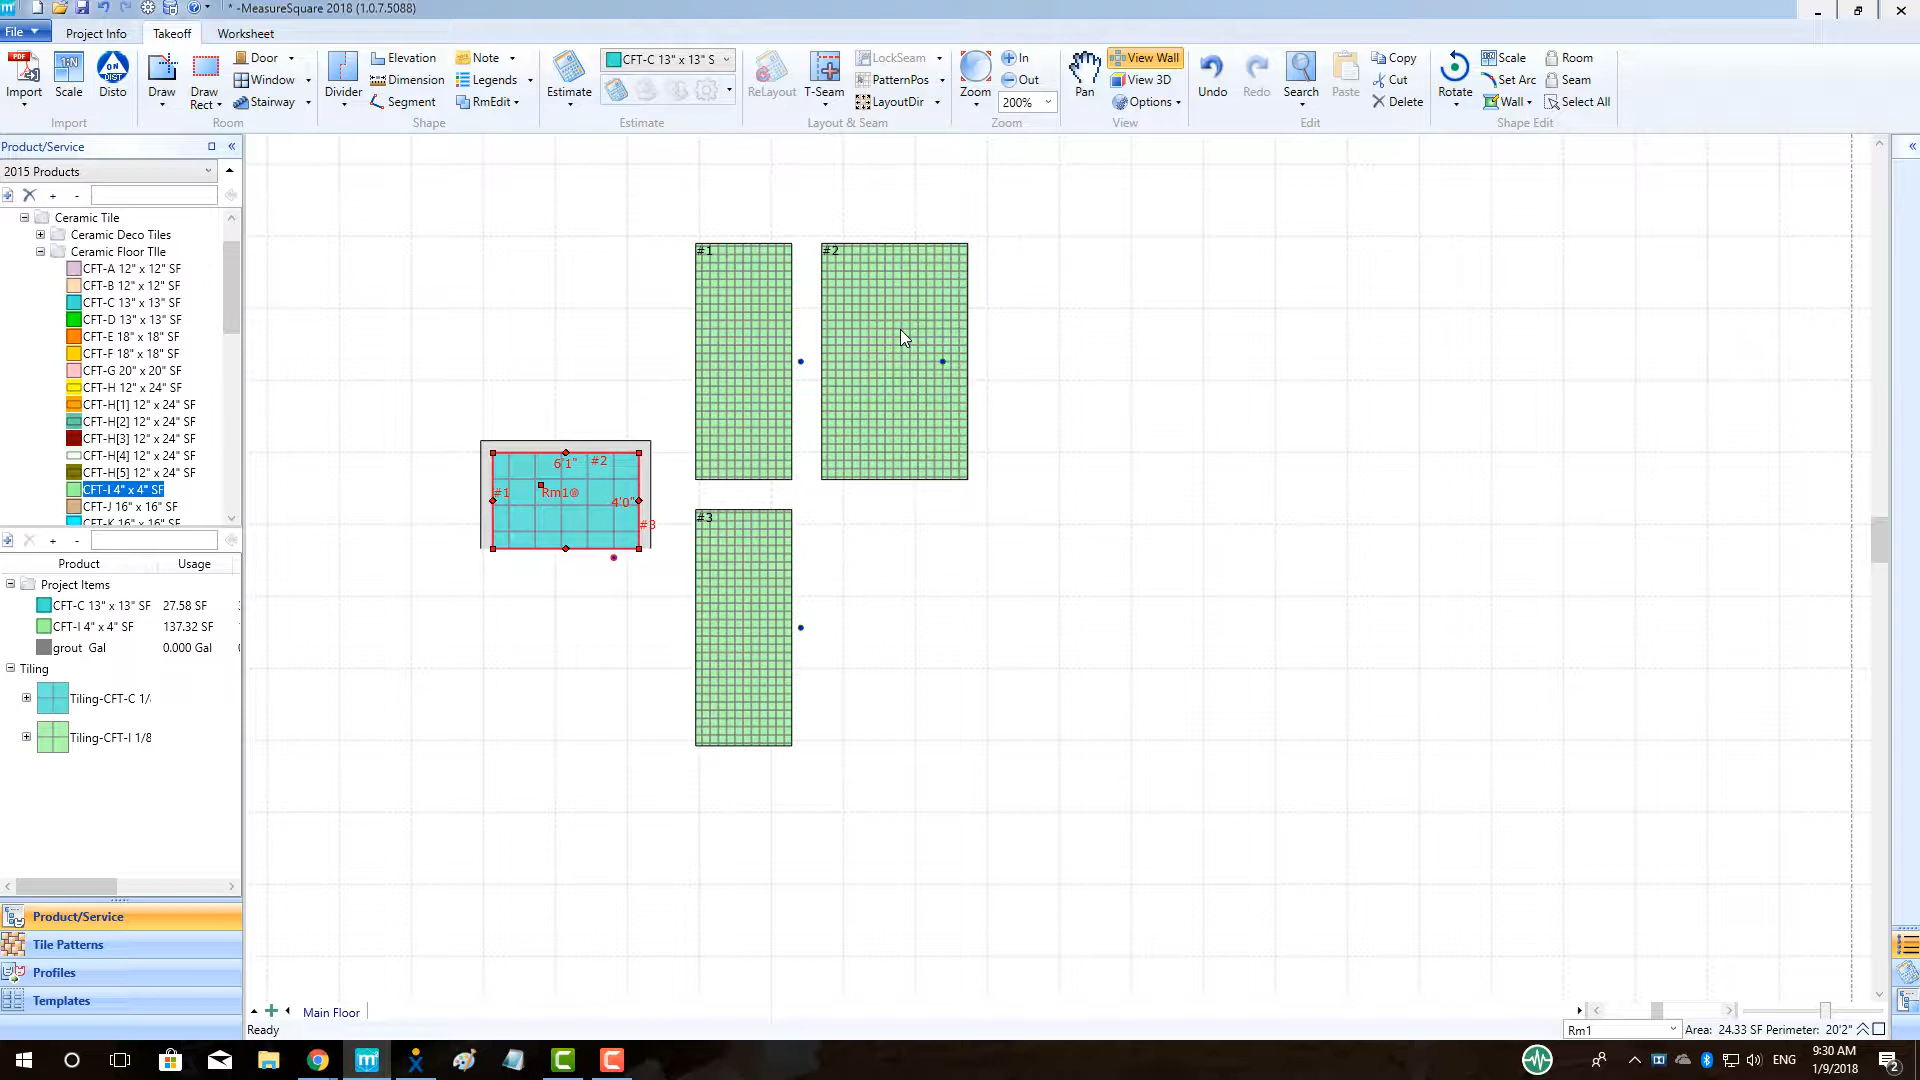 * -MeasureSquare 2018 (1.0.7.5088)
File
Project Info
Takeoff
Worksheet
Import
Scale
Disto
Draw
Draw Rect
Door
Window
Stairway
Divider
Elevation
Dimension
Segment
Note
Legends
RmEdit
Estimate
CFT-C 13" x 13" S
ReLayout
T-Seam
LockSeam
PatternPos
LayoutDir
Zoom
In
Out
200%
Pan
View Wall
View 3D
Options
Undo
Redo
Search
Paste
Copy
Cut
Delete
Rotate
Scale
Set Arc
Wall
Room
Seam
Select All
Import
Room
Shape
Estimate
Layout & Seam
Zoom
View
Edit
Shape Edit
Product/Service
2015 Products
Ceramic Tile
Ceramic Deco Tiles
Ceramic Floor TIle
CFT-A 12" x 12" SF
CFT-B 12" x 12" SF
CFT-C 13" x 13" SF
CFT-D 13" x 13" SF
CFT-E 18" x 18" SF
CFT-F 18" x 18" SF
CFT-G 20" x 20" SF
CFT-H 12" x 24" SF
CFT-H[1] 12" x 24" SF
CFT-H[2] 12" x 24" SF
CFT-H[3] 12" x 24" SF
CFT-H[4] 12" x 24" SF
CFT-H[5] 12" x 24" SF
CFT-I 4" x 4" SF
CFT-J 16" x 16" SF
CFT-K 16" x 16" SF
Product Usage
Project Items
CFT-C 13" x 13" SF 27.58 SF
CFT-I 4" x 4" SF 137.32 SF
grout Gal 0.000 Gal
Tiling
Tiling-CFT-C 1/
Tiling-CFT-I 1/8
Product/Service
Tile Patterns
Profiles
Templates
#1
#2
#3
6'1" #2
#1 Rm1@
4'0"
#3
Main Floor
Ready
Rm1
Area: 24.33 SF Perimeter: 20'2"
ENG
9:30 AM
1/9/2018
2